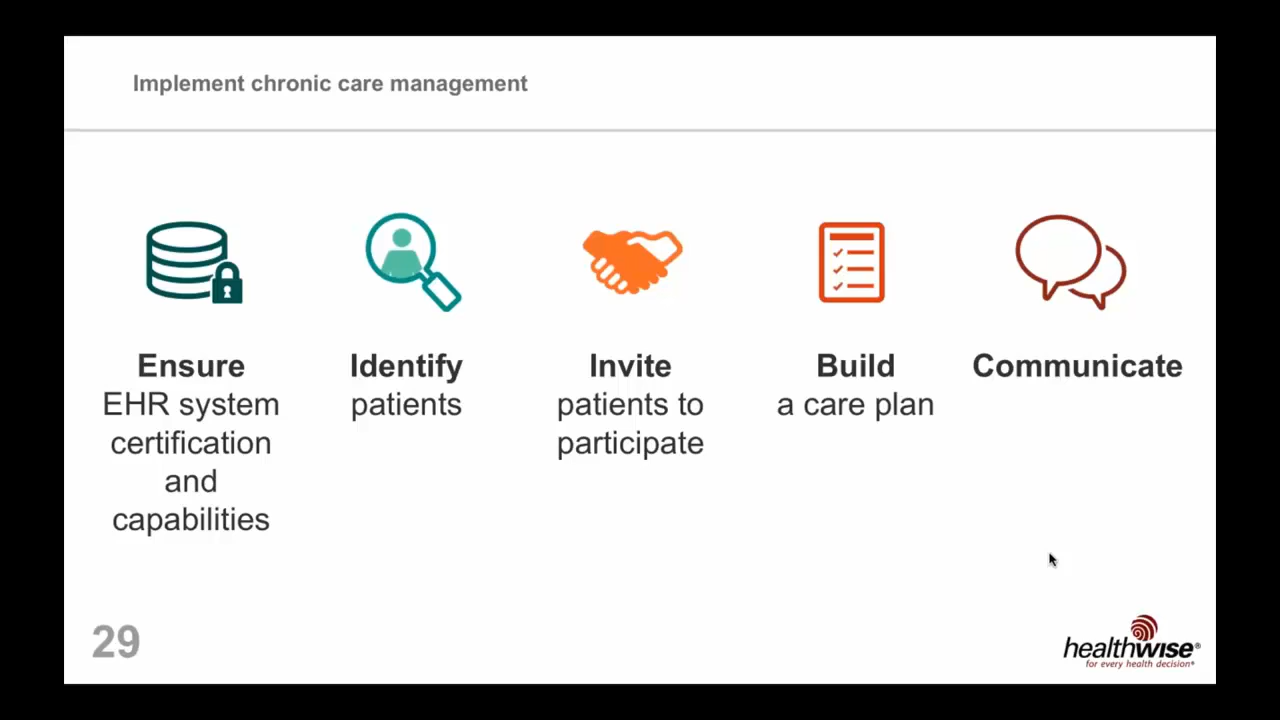 Implement chronic care management
Ensure
EHR system
certification
and
capabilities
Identify
patients
Invite
patients to
participate
Build
a care plan
Communicate
29
healthwise®
for every health decision®